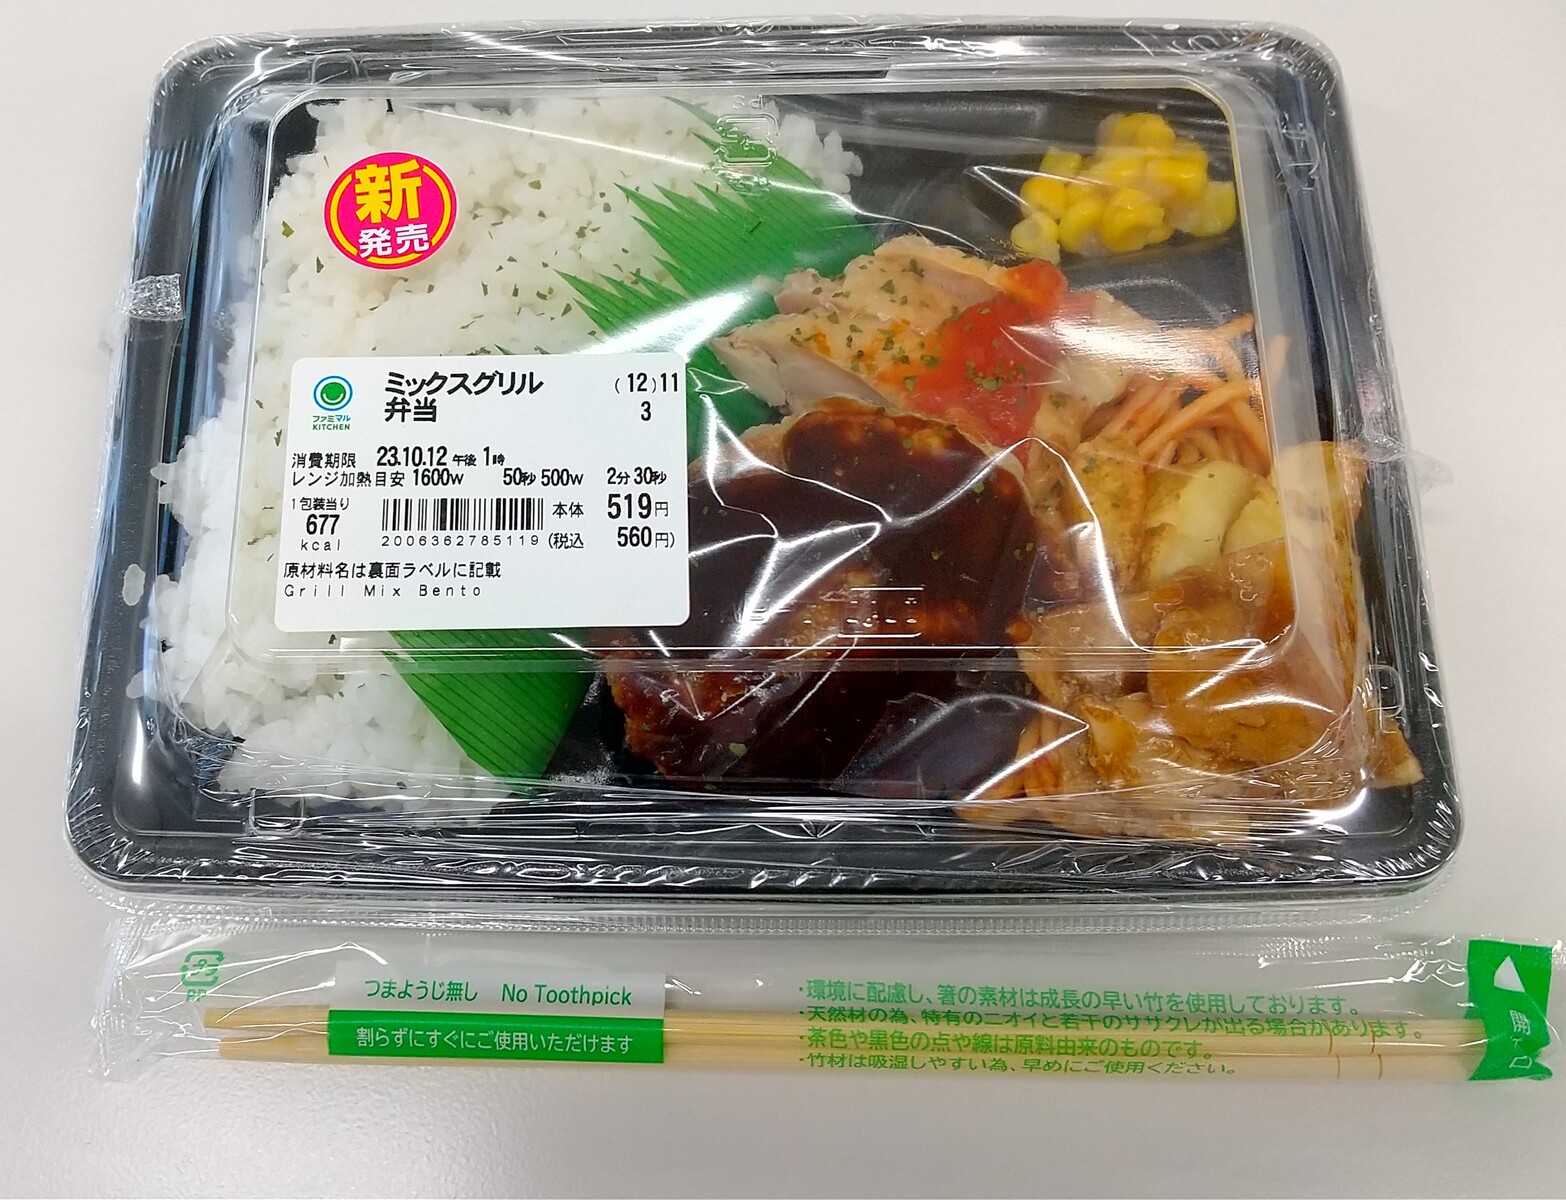 新
発売
ファミマル
KITCHEN
ミックスグリル
弁当
(12)11
3
消費期限 23.10.12 午後 1時
レンジ加熱目安 1600w 50秒 500w 2分30秒
1包装当り
677
kcal
本体 519円
2006362785119 (税込 560円)
原材料名は裏面ラベルに記載
Grill Mix Bento
プラ
つまようじ無し No Toothpick
割らずにすぐにご使用いただけます
・環境に配慮し、箸の素材は成長の早い竹を使用しております。
・天然材の為、特有のニオイと若干のササクレが出る場合があります。
・茶色や黒色の点や線は原料由来のものです。
・竹材は吸湿しやすい為、早めにご使用ください。
開
口